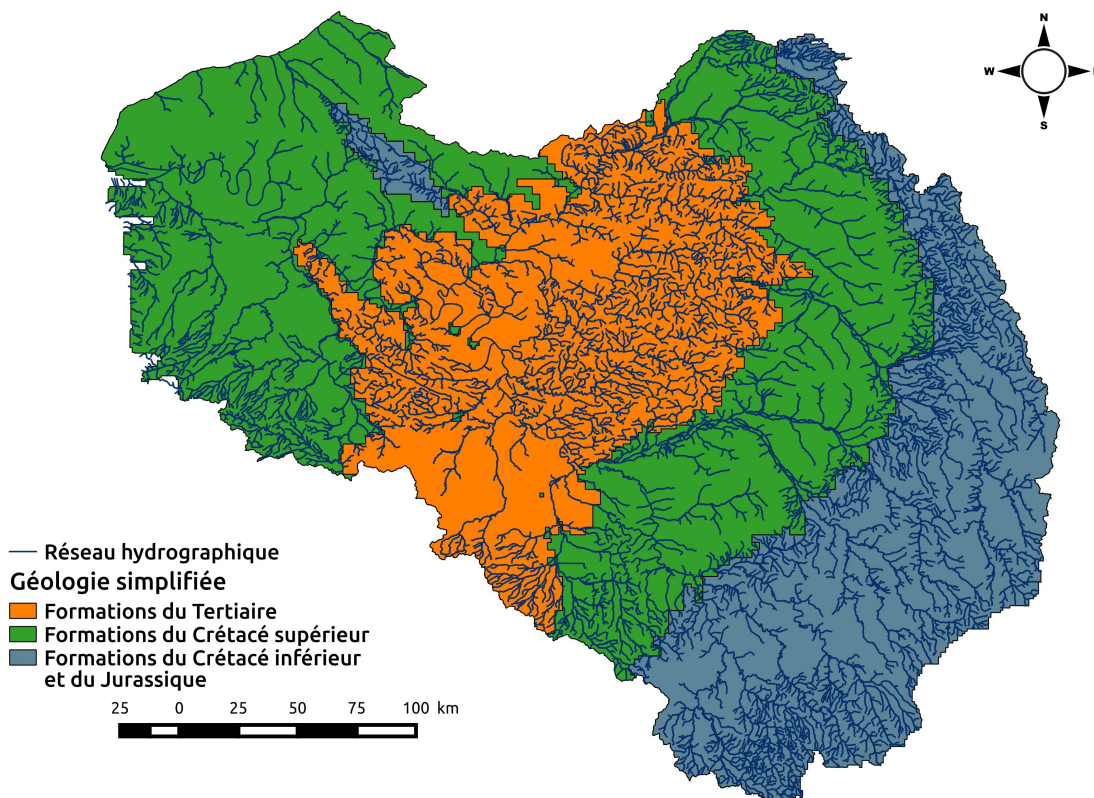 N
W
E
S
Réseau hydrographique
Géologie simplifiée
Formations du Tertiaire
Formations du Crétacé supérieur
Formations du Crétacé inférieur
et du Jurassique
25 0 25 50 75 100 km